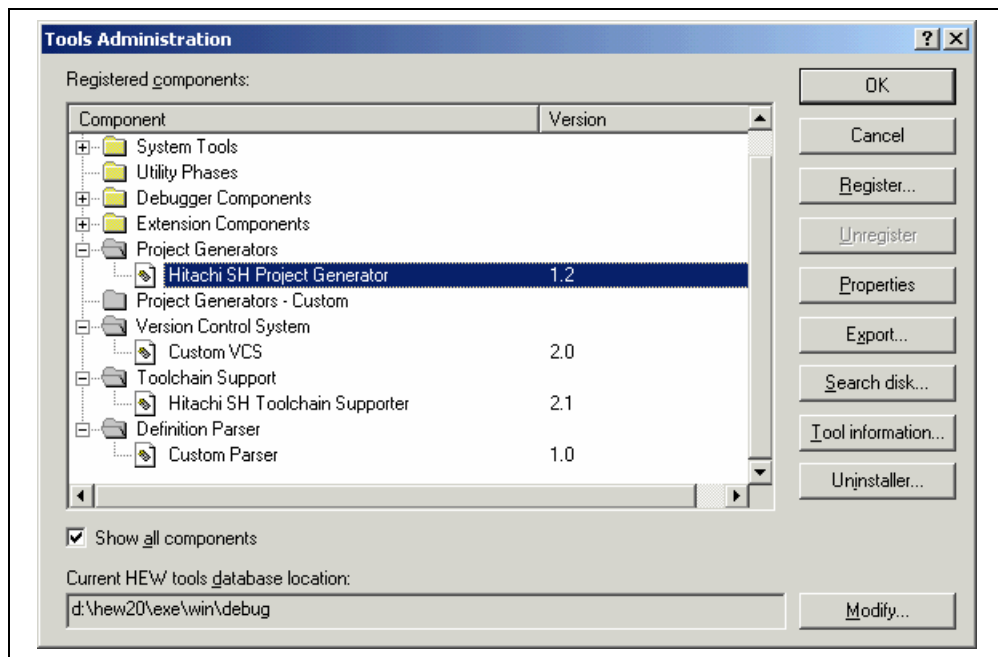 Tools Administration
Registered components:
Component Version
System Tools
Utility Phases
Debugger Components
Extension Components
Project Generators
Hitachi SH Project Generator 1.2
Project Generators - Custom
Version Control System
Custom VCS 2.0
Toolchain Support
Hitachi SH Toolchain Supporter 2.1
Definition Parser
Custom Parser 1.0
Show all components
Current HEW tools database location:
d:\hew20\exe\win\debug
OK
Cancel
Register...
Unregister
Properties
Export...
Search disk...
Tool information...
Uninstaller...
Modify...